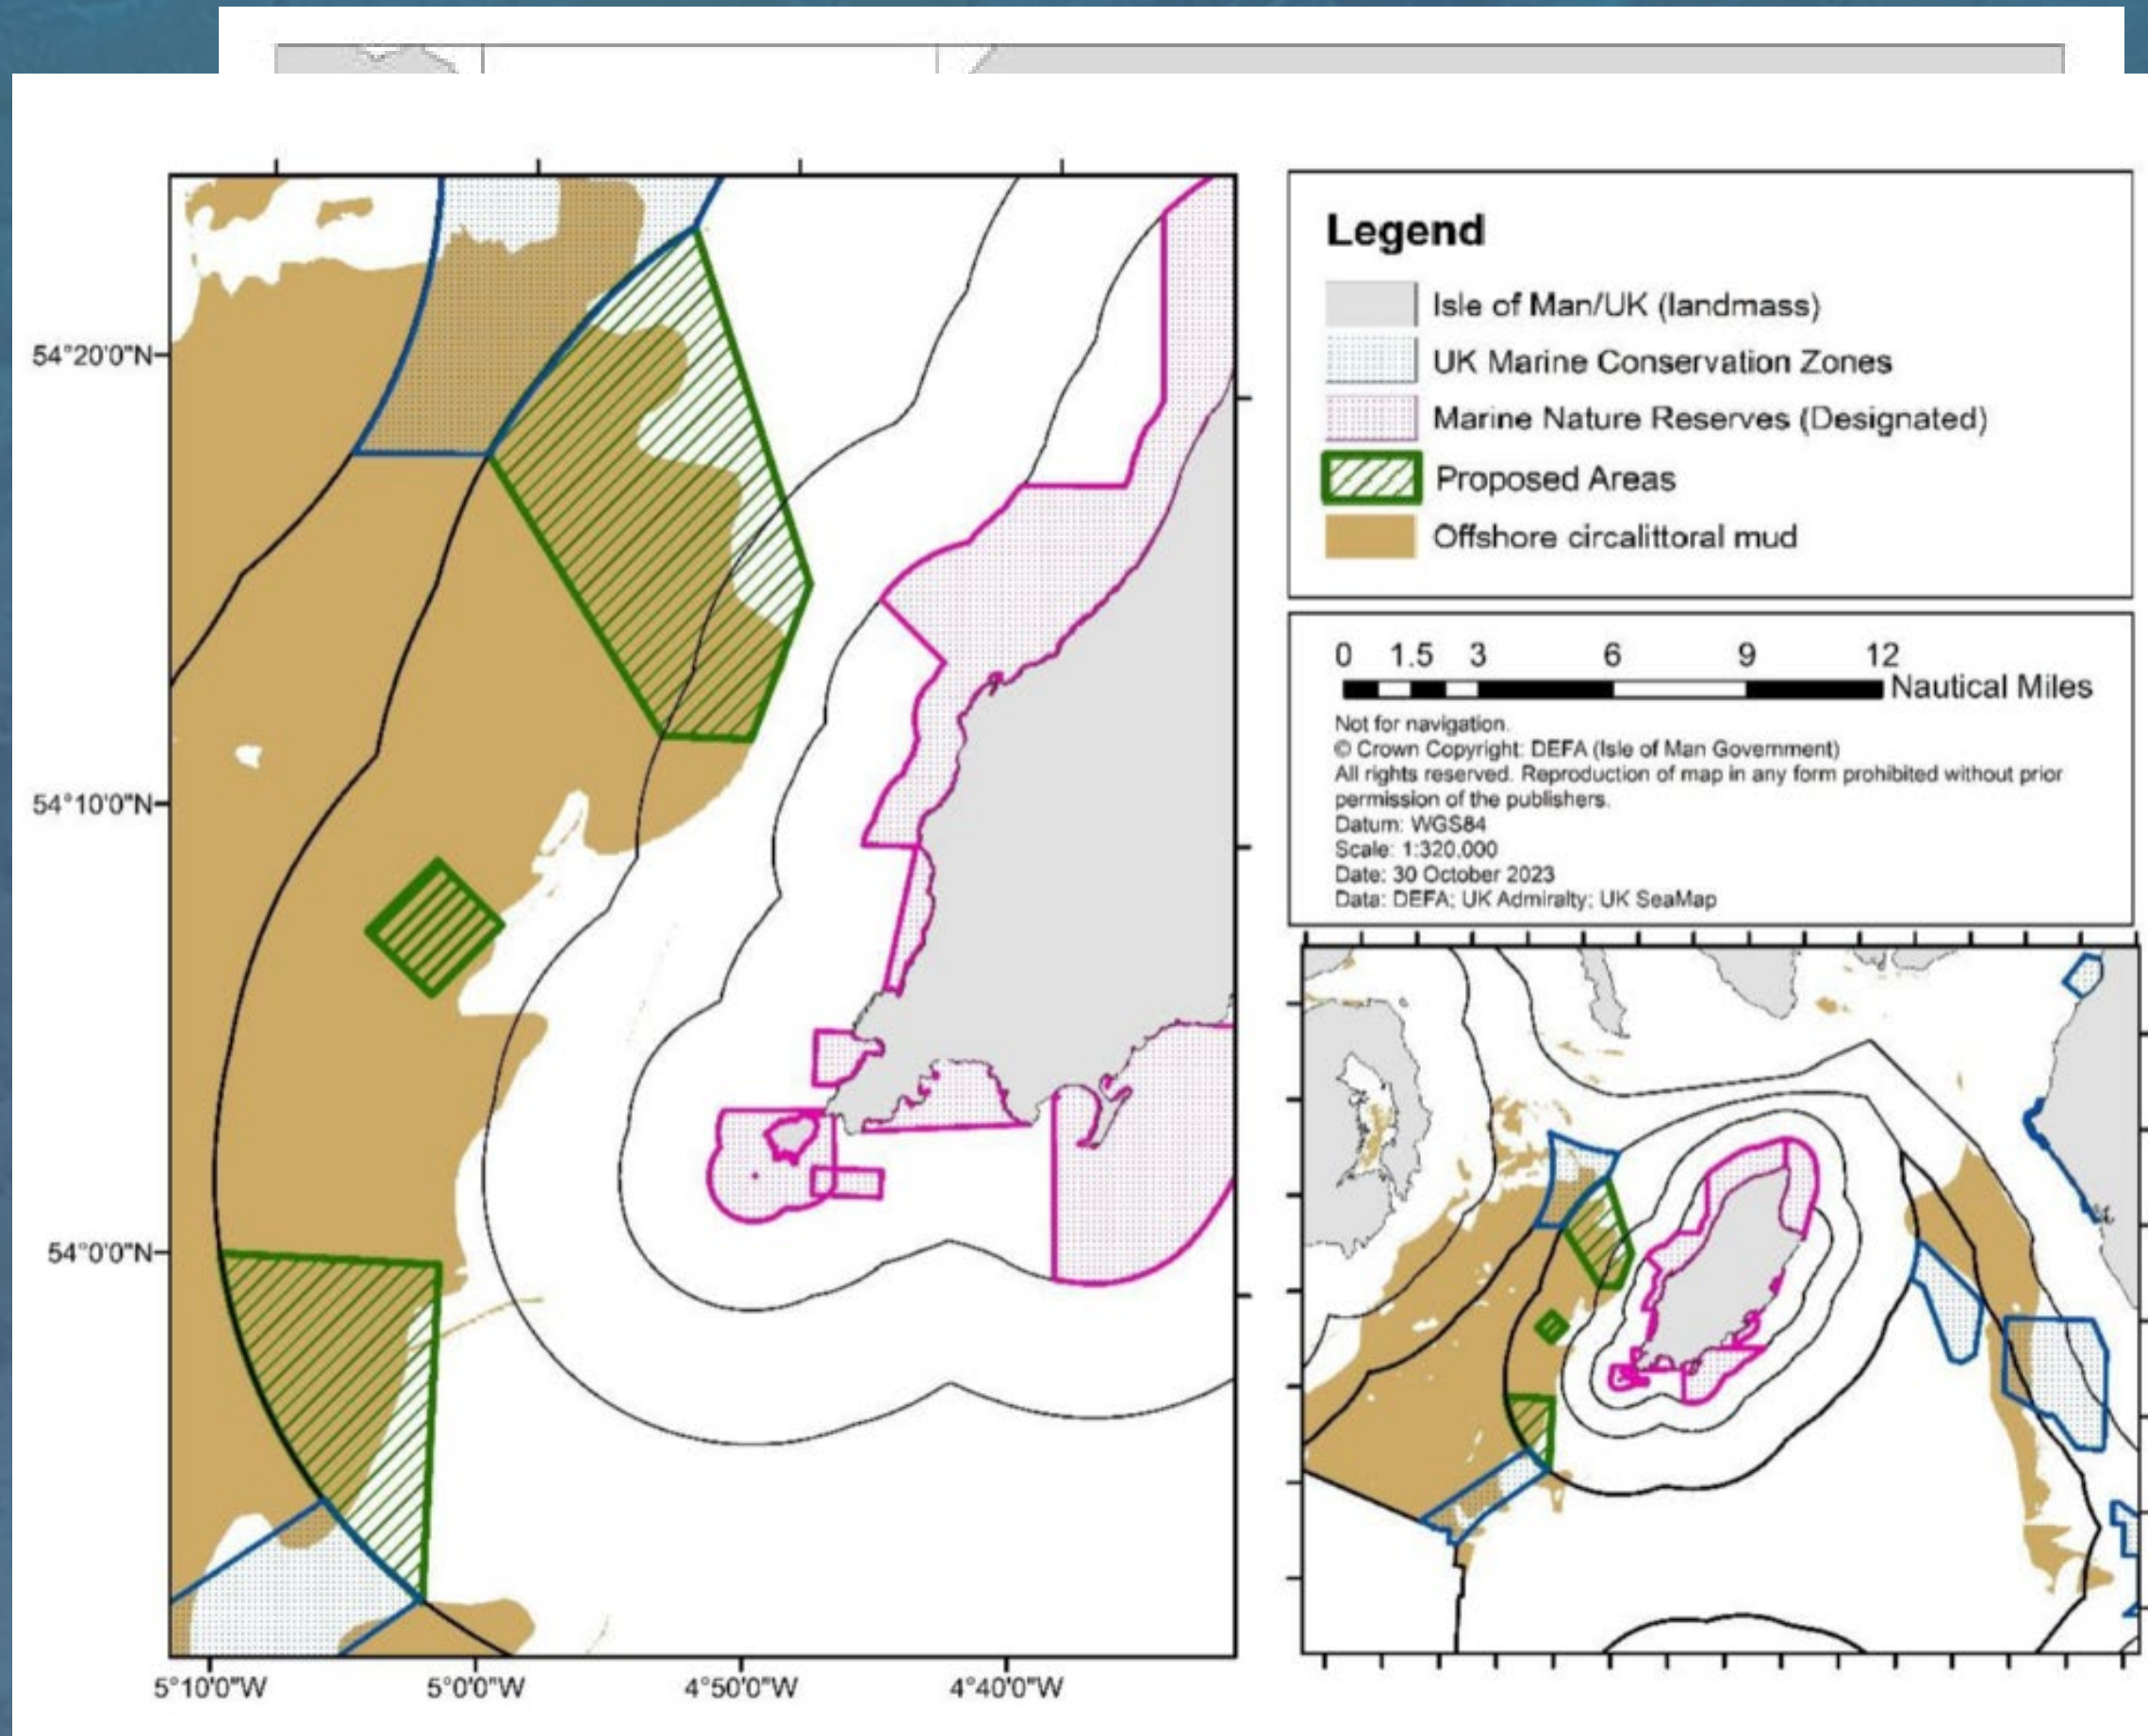 54°20'0"N
54°10'0"N
54°0'0"N
5°10'0"W
5°0'0"W
4°50'0"W
4°40'0"W
Legend
Isle of Man/UK (landmass)
UK Marine Conservation Zones
Marine Nature Reserves (Designated)
Proposed Areas
Offshore circalittoral mud
0 1.5 3 6 9 12
Nautical Miles
Not for navigation.
© Crown Copyright: DEFA (Isle of Man Government)
All rights reserved. Reproduction of map in any form prohibited without prior
permission of the publishers.
Datum: WGS84
Scale: 1:320,000
Date: 30 October 2023
Data: DEFA; UK Admiralty; UK SeaMap